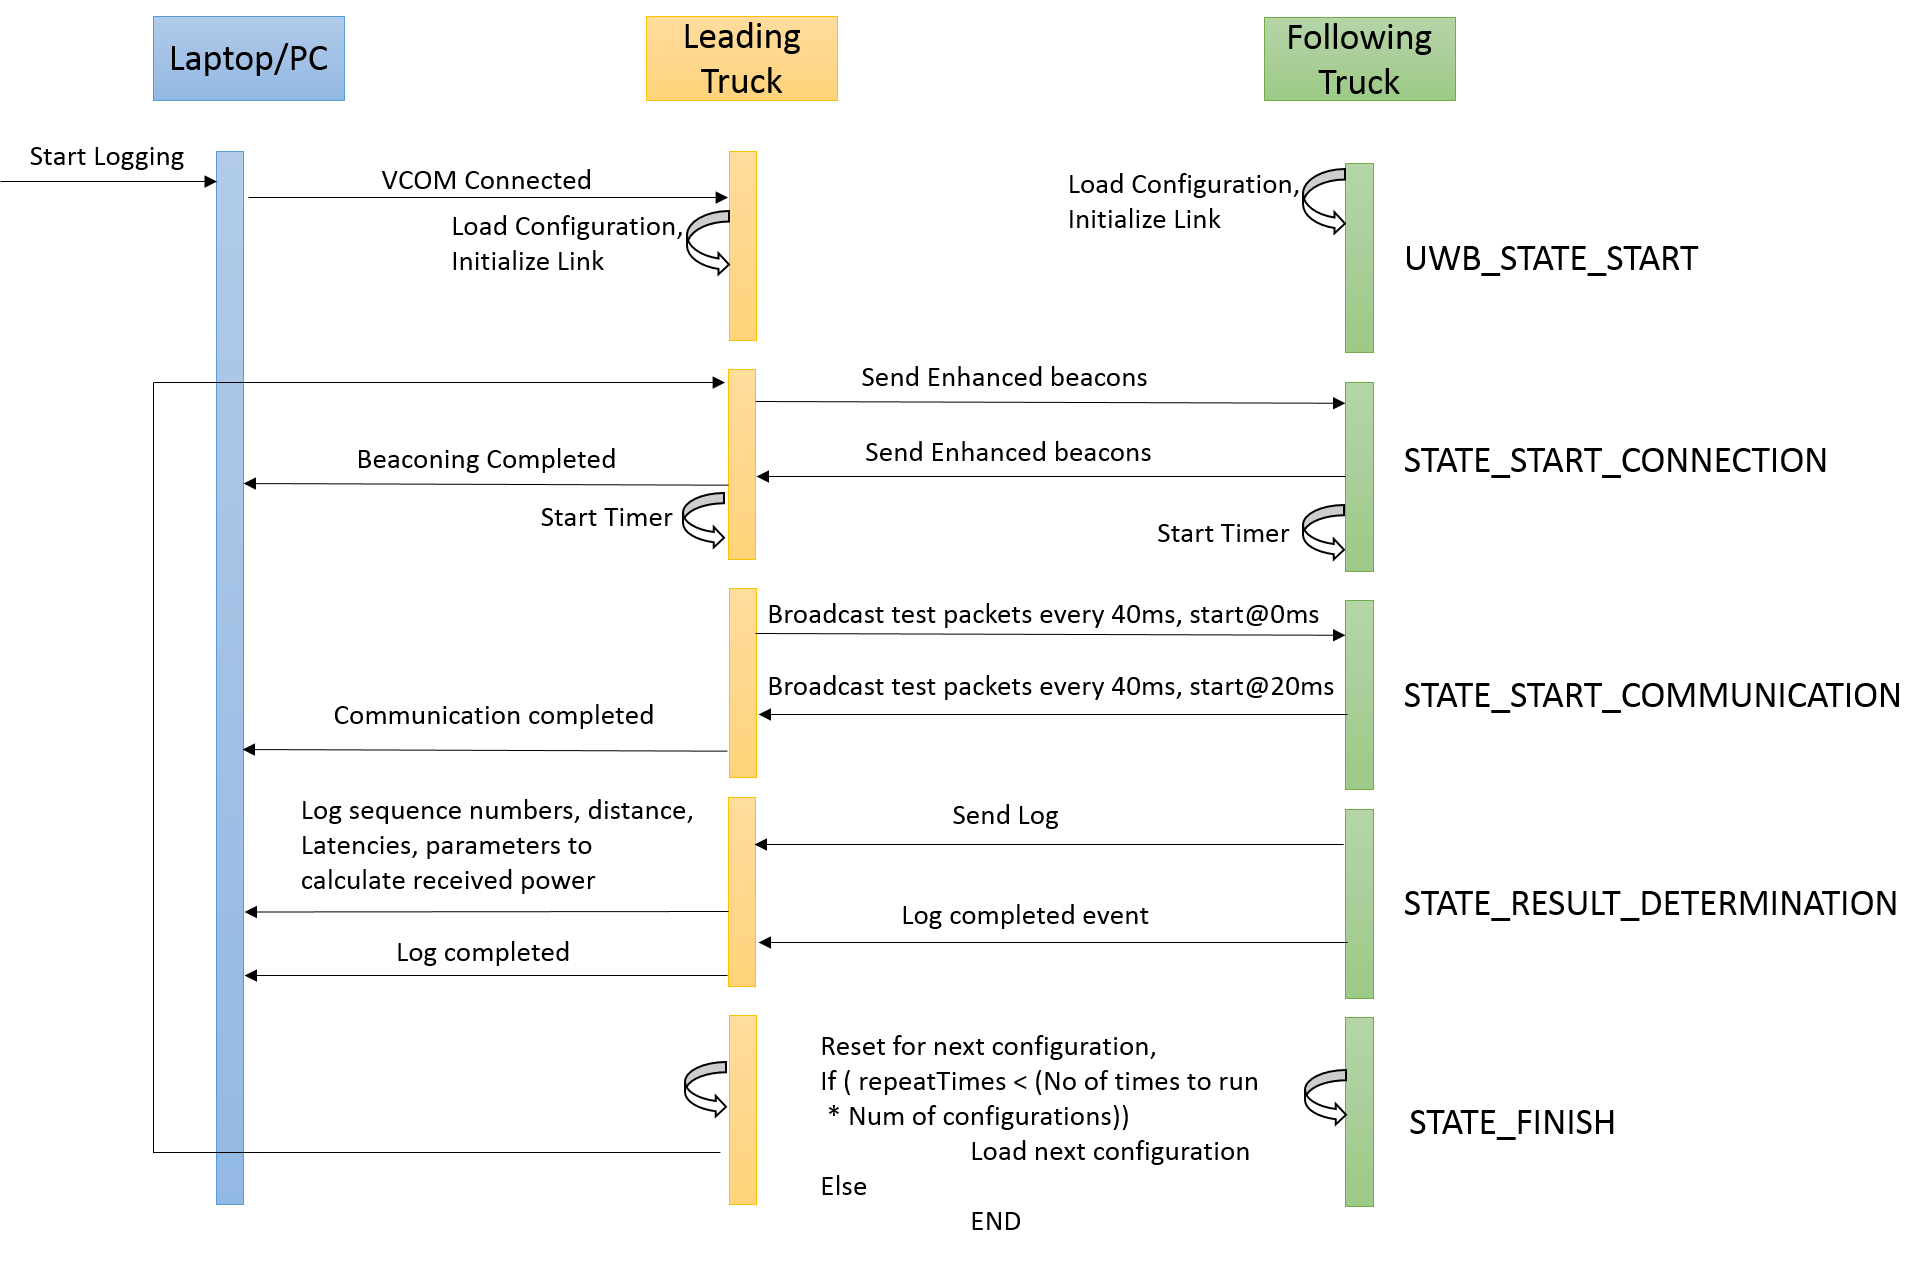 Laptop/PC
Leading
Truck
Following
Truck
Start Logging
VCOM Connected
Load Configuration,
Initialize Link
Load Configuration,
Initialize Link
UWB_STATE_START
Send Enhanced beacons
Send Enhanced beacons
Beaconing Completed
STATE_START_CONNECTION
Start Timer
Start Timer
Broadcast test packets every 40ms, start@0ms
Broadcast test packets every 40ms, start@20ms
STATE_START_COMMUNICATION
Communication completed
Log sequence numbers, distance,
Latencies, parameters to
calculate received power
Send Log
Log completed event
STATE_RESULT_DETERMINATION
Log completed
Reset for next configuration,
If ( repeatTimes < (No of times to run
* Num of configurations))
Load next configuration
Else
END
STATE_FINISH